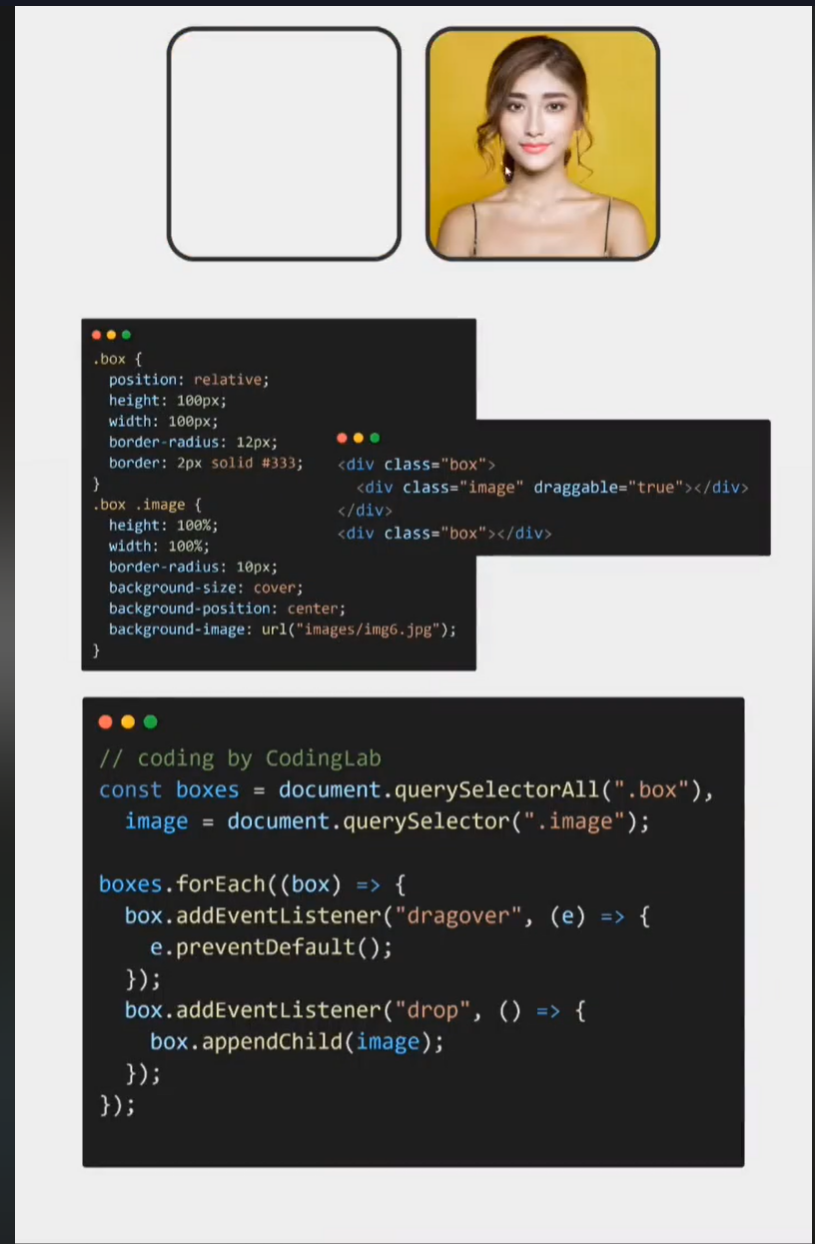 .box {
  position: relative;
  height: 100px;
  width: 100px;
  border-radius: 12px;
  border: 2px solid #333;
}
.box .image {
  height: 100%;
  width: 100%;
  border-radius: 10px;
  background-size: cover;
  background-position: center;
  background-image: url("images/img6.jpg");
}
<div class="box">
  <div class="image" draggable="true"></div>
</div>
<div class="box"></div>
// coding by CodingLab
const boxes = document.querySelectorAll(".box"),
  image = document.querySelector(".image");

boxes.forEach((box) => {
  box.addEventListener("dragover", (e) => {
    e.preventDefault();
  });
  box.addEventListener("drop", () => {
    box.appendChild(image);
  });
});